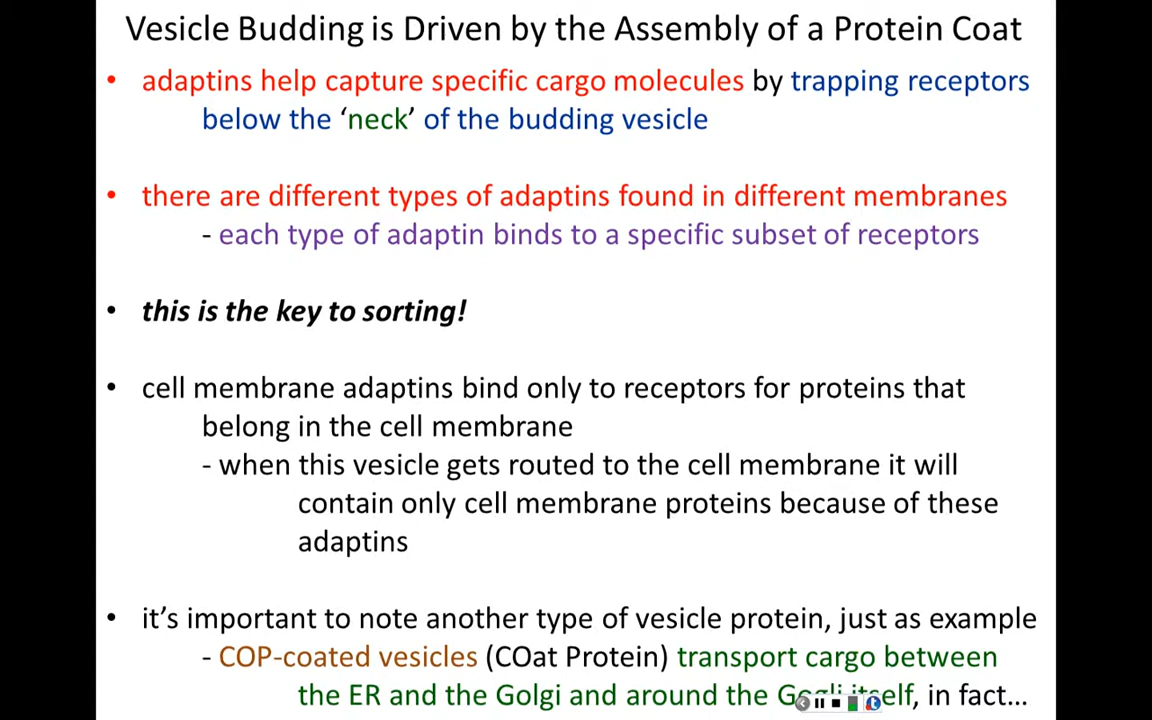 Vesicle Budding is Driven by the Assembly of a Protein Coat
• adaptins help capture specific cargo molecules by trapping receptors
below the ‘neck’ of the budding vesicle
• there are different types of adaptins found in different membranes
- each type of adaptin binds to a specific subset of receptors
• this is the key to sorting!
• cell membrane adaptins bind only to receptors for proteins that
belong in the cell membrane
- when this vesicle gets routed to the cell membrane it will
contain only cell membrane proteins because of these
adaptins
• it’s important to note another type of vesicle protein, just as example
- COP-coated vesicles (COat Protein) transport cargo between
the ER and the Golgi and around the Gogli itself, in fact...